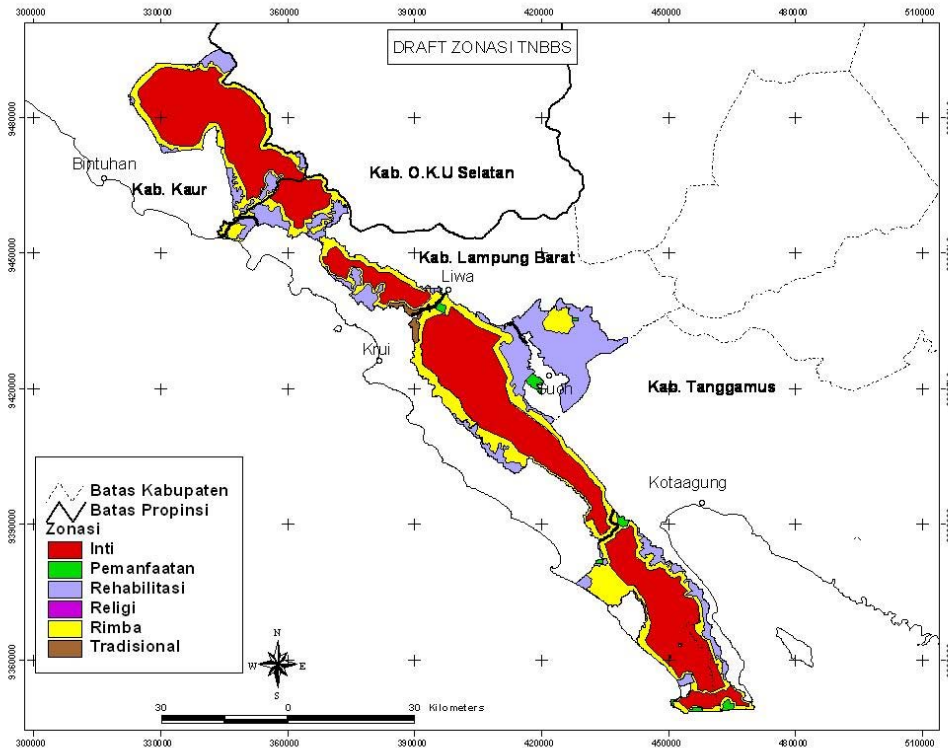 300000 330000 360000 390000 420000 450000 480000 510000
DRAFT ZONASI TNBBS
9480000
Bintuhan
Kab. Kaur
Kab. O.K.U Selatan
9450000
Kab. Lampung Barat
Liwa
Krui
9420000
Kab. Tanggamus
Kotaagung
9390000
9360000
Batas Kabupaten
Batas Propinsi
Zonasi
Inti
Pemanfaatan
Rehabilitasi
Religi
Rimba
Tradisional
N
W E
S
30 0 30 Kilometers
300000 330000 360000 390000 420000 450000 480000 510000